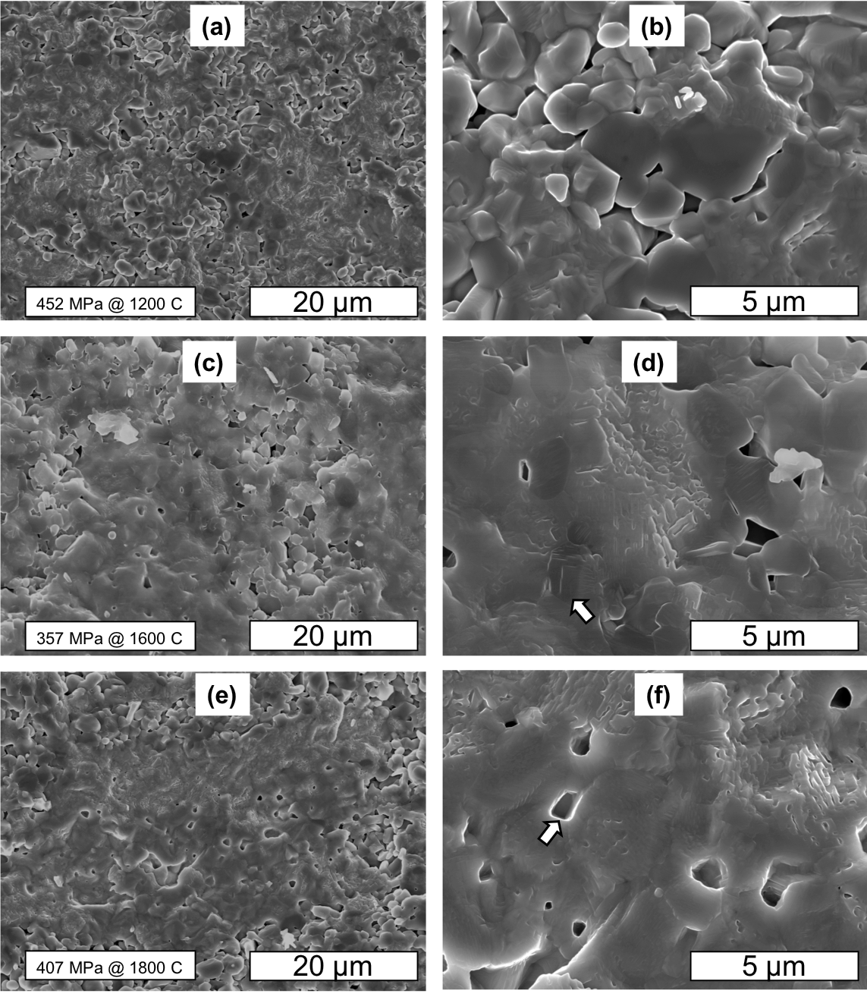 (a)
(b)
452 MPa @ 1200 C
20 µm
5 µm
(c)
(d)
357 MPa @ 1600 C
20 µm
5 µm
(e)
(f)
407 MPa @ 1800 C
20 µm
5 µm